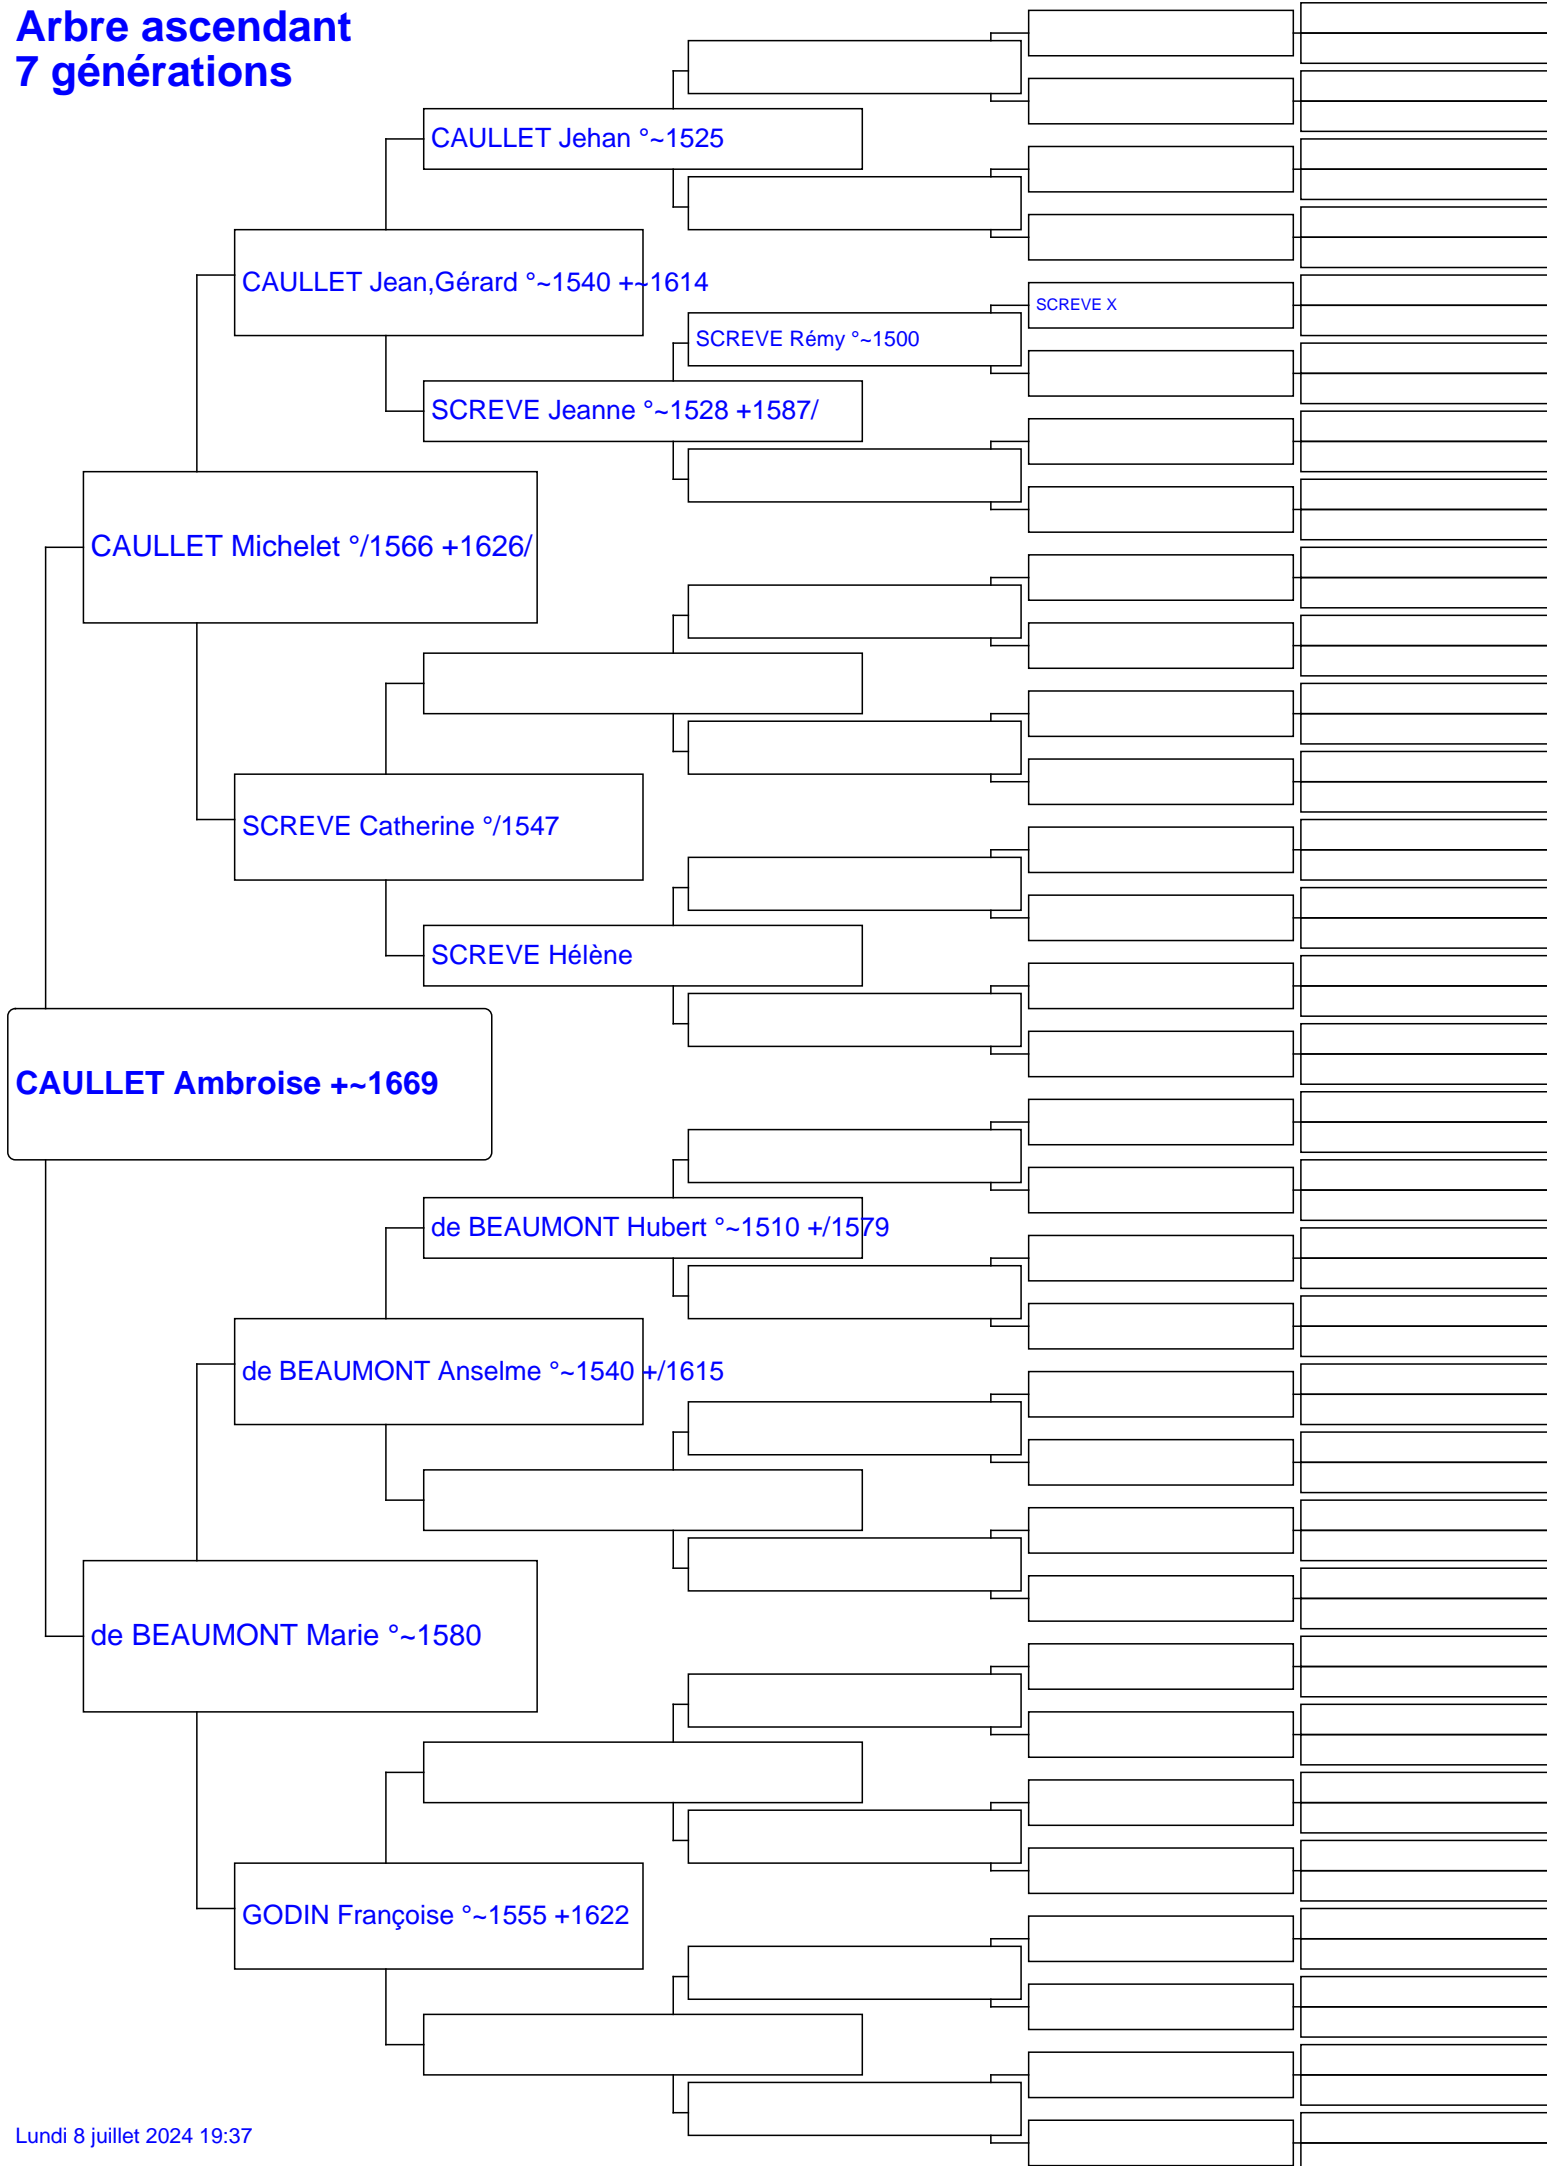 Arbre ascendant
7 générations
CAULLET Jehan °~1525
CAULLET Jean,Gérard °~1540 +~1614
SCREVE X
SCREVE Rémy °~1500
SCREVE Jeanne °~1528 +1587/
CAULLET Michelet °/1566 +1626/
SCREVE Catherine °/1547
SCREVE Hélène
CAULLET Ambroise +~1669
de BEAUMONT Hubert °~1510 +/1579
de BEAUMONT Anselme °~1540 +/1615
de BEAUMONT Marie °~1580
GODIN Françoise °~1555 +1622
Lundi 8 juillet 2024 19:37